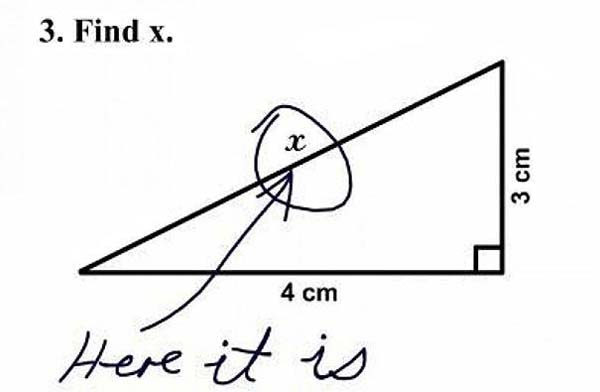 3. Find x.
x
3 cm
4 cm
Here it is